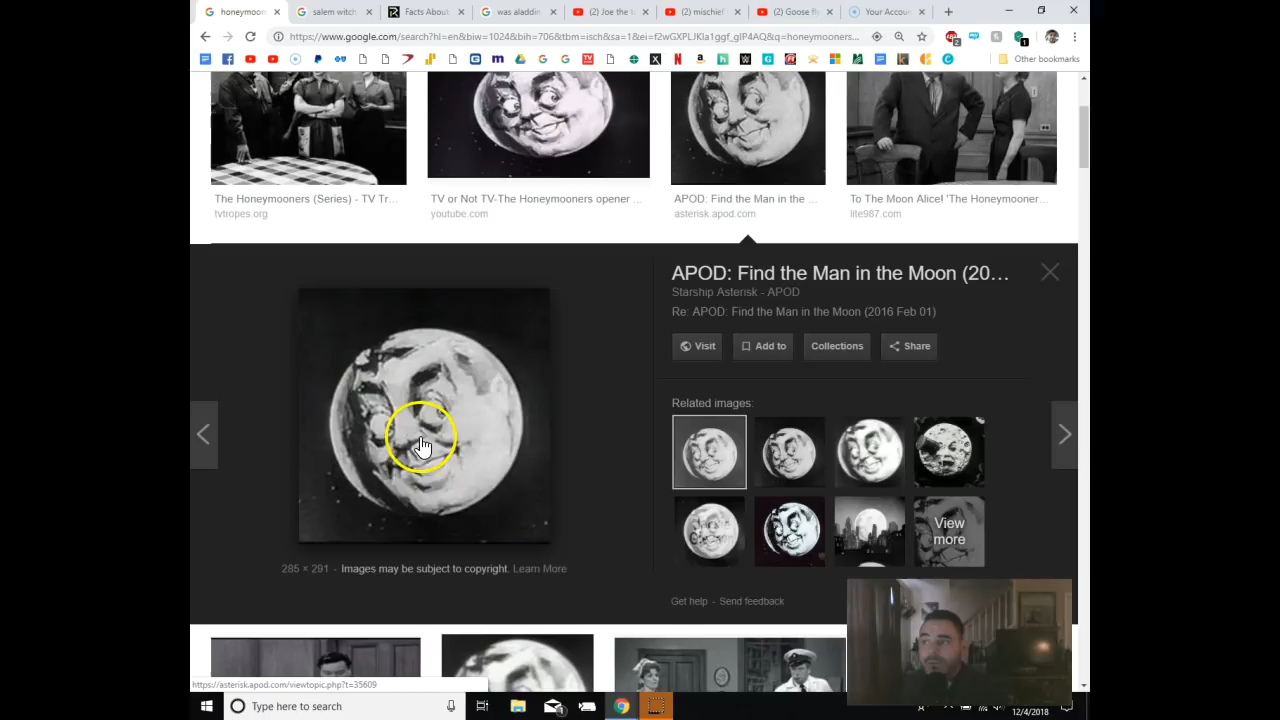 honeymoon
salem witch
Facts Abou
was aladdin
(2) Joe the s
(2) mischief
(2) Goose fl
Your Accou
https://www.google.com/search?hl=en&biw=1024&bih=706&tbm=isch&sa=1&ei=f2wGXPLJKIa1ggf_gIP4AQ&q=honeymooners...
Other bookmarks
The Honeymooners (Series) - TV Tr...
TV or Not TV-The Honeymooners opener ...
APOD: Find the Man in the ...
To The Moon Alice! 'The Honeymooner...
tvtropes.org
youtube.com
asterisk.apod.com
lite987.com
APOD: Find the Man in the Moon (20...
Starship Asterisk - APOD
Re: APOD: Find the Man in the Moon (2016 Feb 01)
Visit
Add to
Collections
Share
Related images:
View
more
285 × 291 - Images may be subject to copyright. Learn More
Get help - Send feedback
https://asterisk.apod.com/viewtopic.php?t=35609
Type here to search
12/4/2018